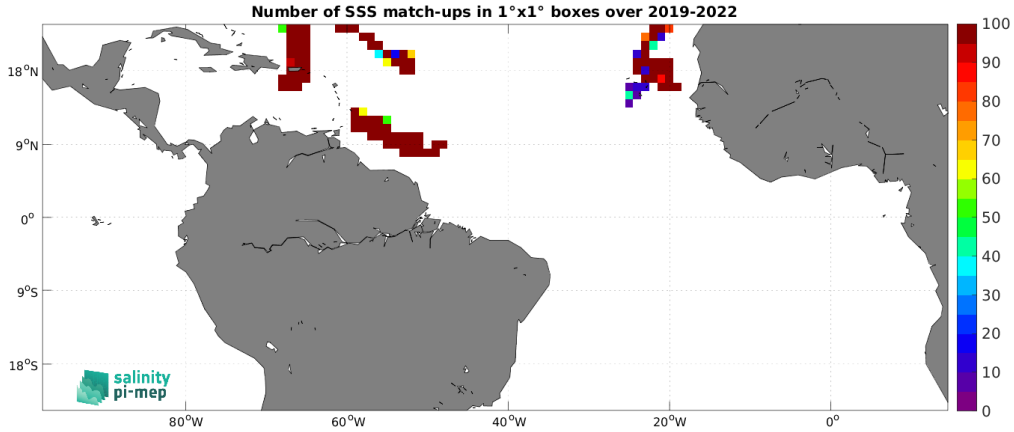 Number of SSS match-ups in 1°x1° boxes over 2019-2022
18°N
9°N
0°
9°S
18°S
80°W
60°W
40°W
20°W
0°
100
90
80
70
60
50
40
30
20
10
0
salinity
pi-mep